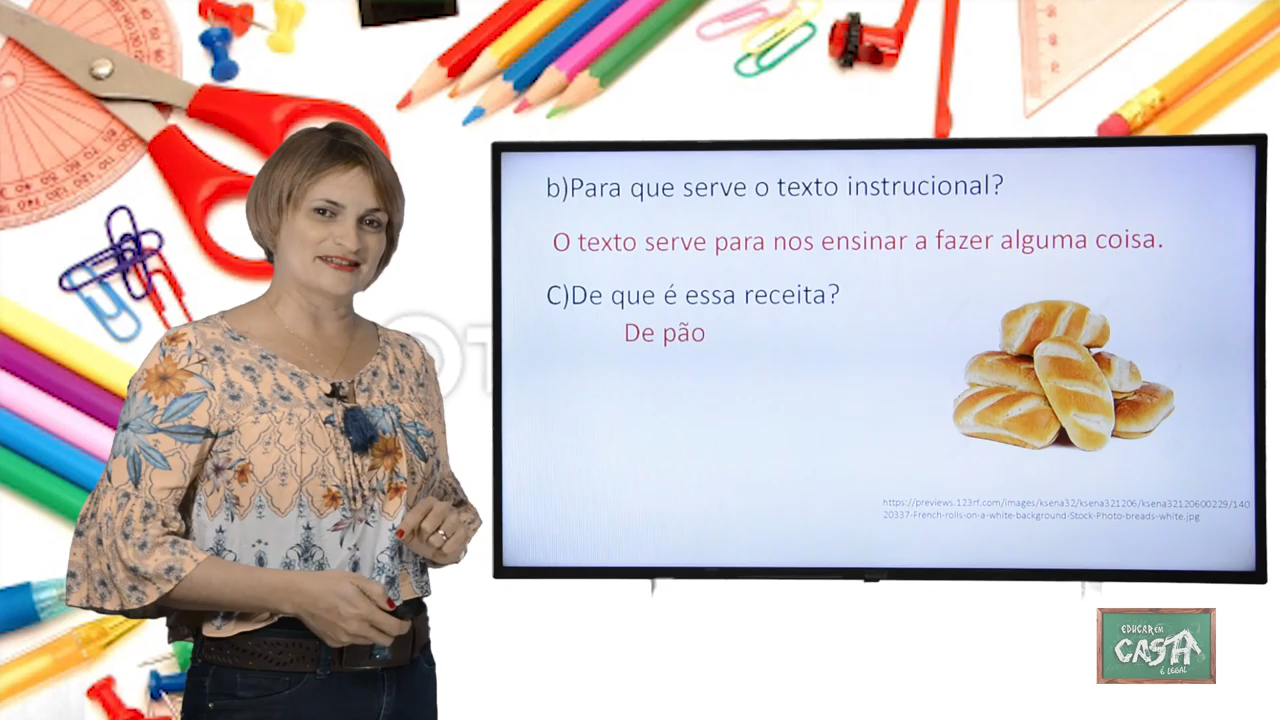 b)Para que serve o texto instrucional?
O texto serve para nos ensinar a fazer alguma coisa.
C)De que é essa receita?
De pão
https://previews.123rf.com/images/ksena32/ksena321206/ksena32120600229/140
20337-French-rolls-on-a-white-background-Stock-Photo-breads-white.jpg
EDUCAR EM
CASA
É LEGAL